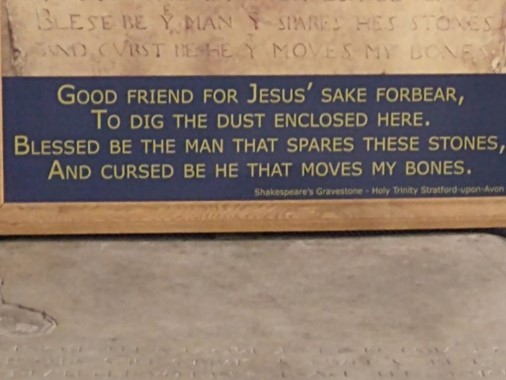 BLESE BE Y MAN Y SPARES HES STONES
AND CVRST BE HE Y MOVES MY BONES
GOOD FRIEND FOR JESUS' SAKE FORBEAR,
TO DIG THE DUST ENCLOSED HERE.
BLESSED BE THE MAN THAT SPARES THESE STONES,
AND CURSED BE HE THAT MOVES MY BONES.
Shakespeare's Gravestone - Holy Trinity Stratford-upon-Avon